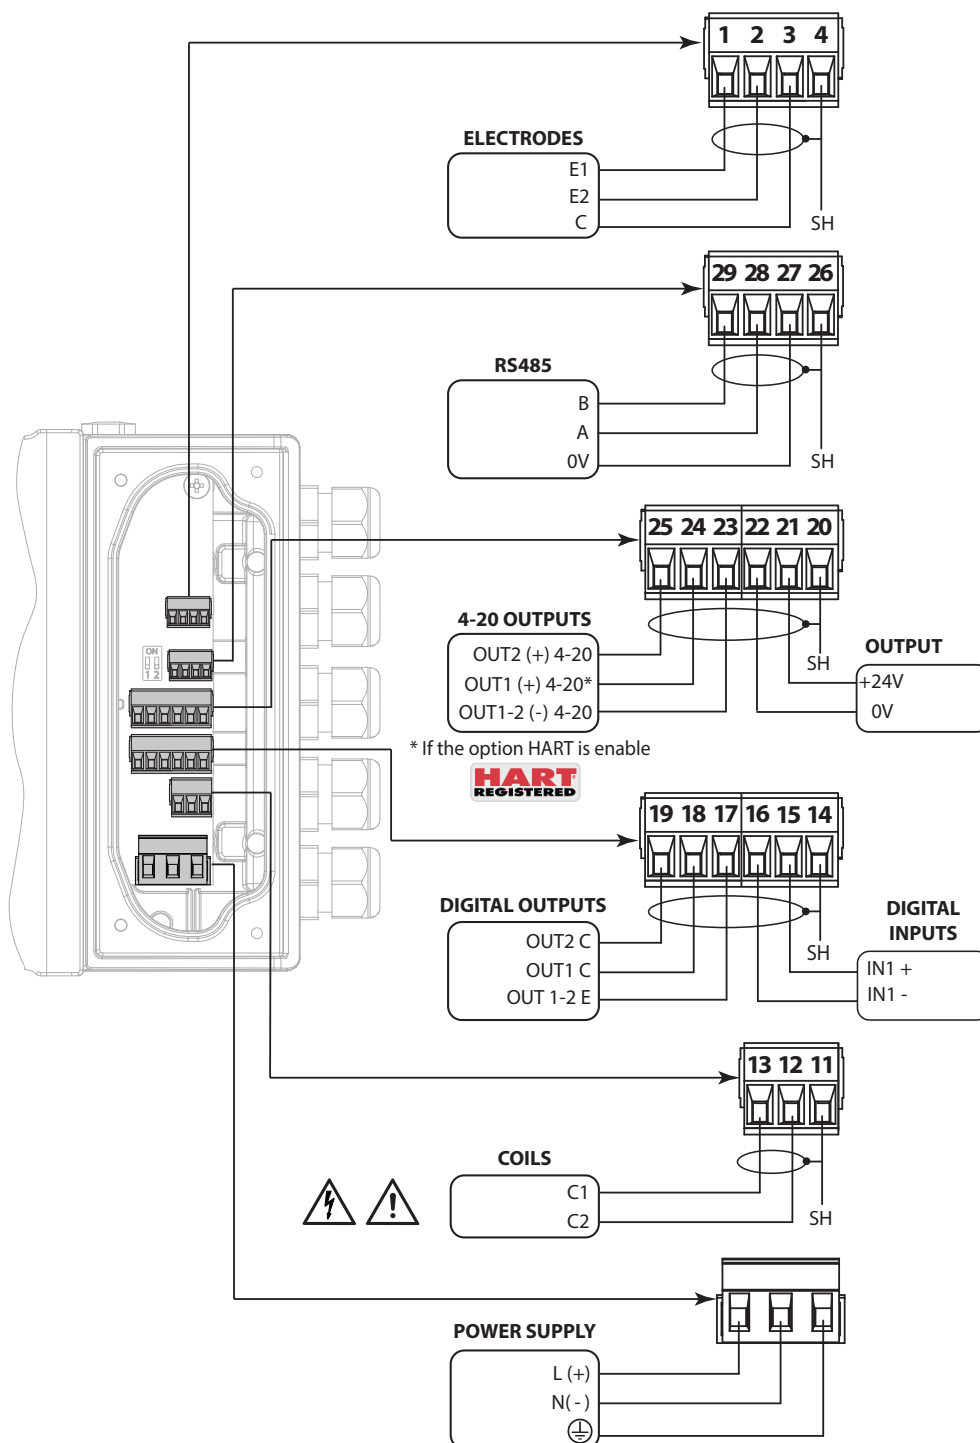 1 2 3 4
ELECTRODES
E1
E2
C
SH
29 28 27 26
RS485
B
A
0V
SH
25 24 23 22 21 20
4-20 OUTPUTS
OUT2 (+) 4-20
OUT1 (+) 4-20*
OUT1-2 (-) 4-20
SH
OUTPUT
+24V
0V
* If the option HART is enable
HART
REGISTERED
ON
1 2
19 18 17 16 15 14
DIGITAL OUTPUTS
OUT2 C
OUT1 C
OUT 1-2 E
SH
DIGITAL
INPUTS
IN1 +
IN1 -
13 12 11
COILS
C1
C2
SH
POWER SUPPLY
L (+)
N( - )